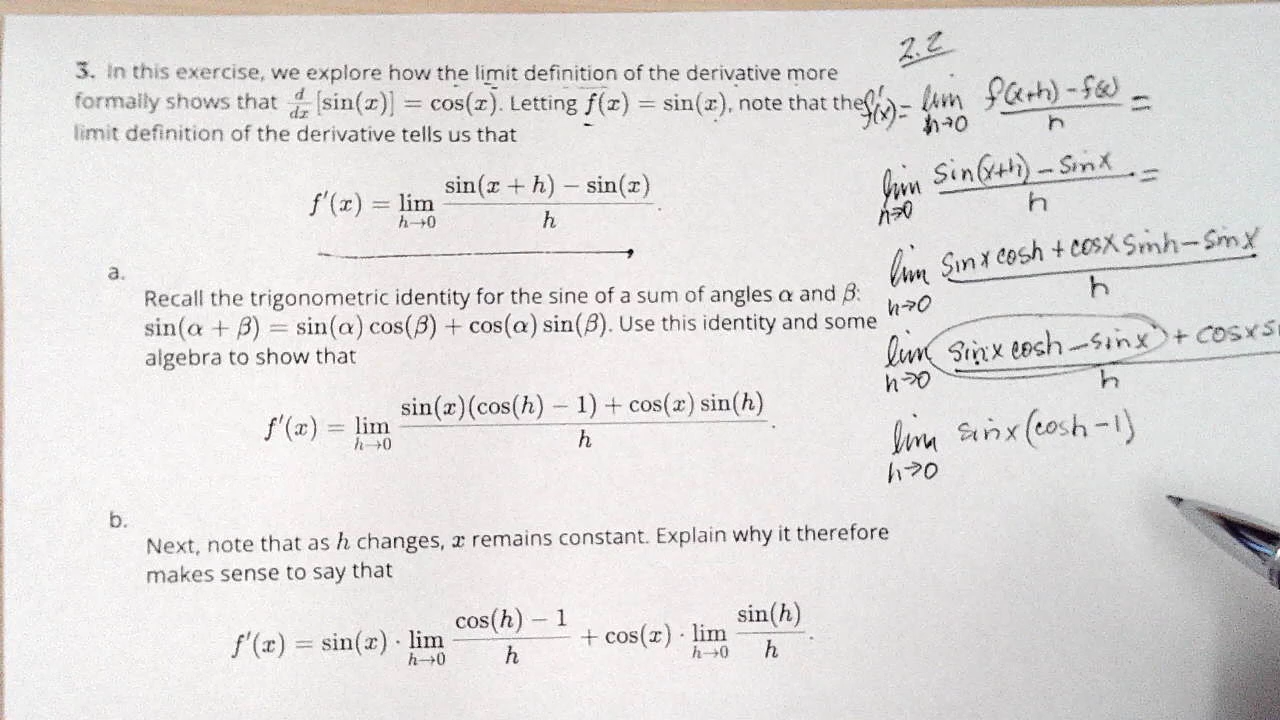 2.2
3. In this exercise, we explore how the limit definition of the derivative more
formally shows that d/dx [sin(x)] = cos(x). Letting f(x) = sin(x), note that the
limit definition of the derivative tells us that
f'(x) = lim h→0 (sin(x + h) − sin(x))/h.
a.
Recall the trigonometric identity for the sine of a sum of angles α and β:
sin(α + β) = sin(α) cos(β) + cos(α) sin(β). Use this identity and some
algebra to show that
f'(x) = lim h→0 (sin(x)(cos(h) − 1) + cos(x) sin(h))/h.
b.
Next, note that as h changes, x remains constant. Explain why it therefore
makes sense to say that
f'(x) = sin(x) · lim h→0 (cos(h) − 1)/h + cos(x) · lim h→0 sin(h)/h.
f'(x) = lim h→0 (f(x+h) − f(x))/h =
lim h→0 (sin(x+h) − sinx)/h =
lim h→0 (sinx cosh + cosx sinh − sinx)/h
lim h→0 (sinx cosh − sinx + cosx s)/h
lim h→0 sinx(cosh −1)